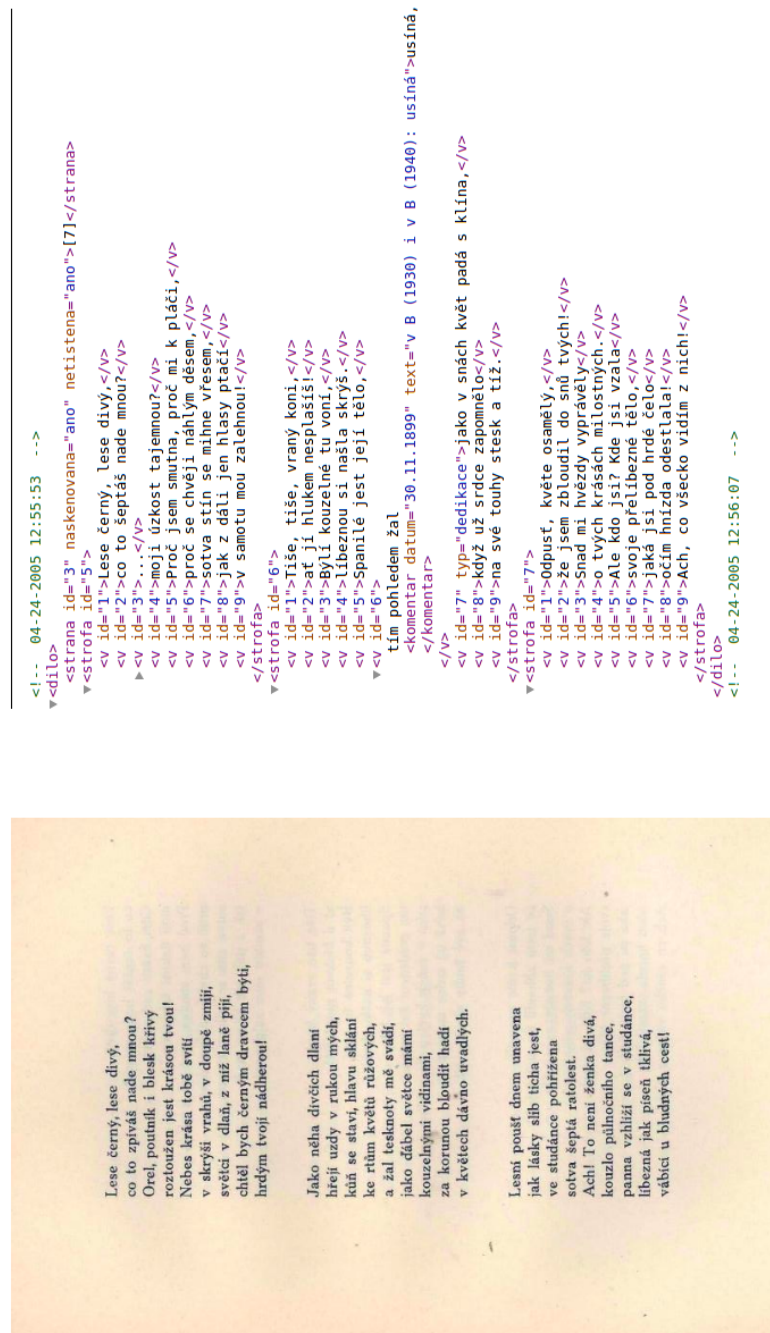 Lese černý, lese divý,
co to zpíváš nade mnou?
Orel, poutník i blesk křivý
roztoužen jest krásou tvou!
Nebes krása tobě svítí
v skrýši vrahů, v doupě zmijí,
světici v dlaň, z níž laně pijí,
chtěl bych černým dravcem býti,
hrdým tvojí nádherou!
Jako něha dívčích dlaní
hřejí uzdy v rukou mých,
kůň se staví, hlavu sklání
ke rtům květů růžových,
a žal tesknoty mě svádí,
jako ďábel světce mámí
kouzelnými vidinami,
za korunou bloudit hadí
v květech dávno uvadlých.
Lesní poušť dnem unavena
jak lásky slib ticha jest,
ve studánce pohřížena
sotva šeptá ratolest.
Ach! To není ženka divá,
kouzlo půlnočního tance,
panna vzhlíží se v studánce,
líbezná jak píseň tklivá,
vábící u bludných cest!
<!-- 04-24-2005 12:55:53 -->
▼<dilo>
<strana id="3" naskenovana="ano" netistena="ano">[7]</strana>
▼<strofa id="5">
<v id="1">Lese černý, lese divý,</v>
<v id="2">co to šeptáš nade mnou?</v>
▶<v id="3">...</v>
<v id="4">moji úzkost tajemnou?</v>
<v id="5">Proč jsem smutna, proč mi k pláči,</v>
<v id="6">proč se chvěji náhlým děsem,</v>
<v id="7">sotva stín se mihne vřesem,</v>
<v id="8">jak z dáli jen hlasy ptačí</v>
<v id="9">v samotu mou zalehnou!</v>
</strofa>
▼<strofa id="6">
<v id="1">Tiše, tiše, vraný koni,</v>
<v id="2">ať jí hlukem nesplašíš!</v>
<v id="3">Býlí kouzelné tu voní,</v>
<v id="4">líbeznou si našla skrýš.</v>
<v id="5">Spanilé jest její tělo,</v>
▼<v id="6">
tím pohledem žal
<komentar datum="30.11.1899" text="v B (1930) i v B (1940): usíná">usíná,
</komentar>
</v>
<v id="7" typ="dedikace">jako v snách květ padá s klína,</v>
<v id="8">když už srdce zapomnělo</v>
<v id="9">na své touhy stesk a tíž.</v>
</strofa>
▼<strofa id="7">
<v id="1">Odpusť, květe osamělý,</v>
<v id="2">že jsem zbloudil do snů tvých!</v>
<v id="3">Snad mi hvězdy vyprávěly</v>
<v id="4">o tvých krásách milostných.</v>
<v id="5">Ale kdo jsi? Kde jsi vzala</v>
<v id="6">svoje přelíbezné tělo,</v>
<v id="7">jaká jsi pod hrdé čelo</v>
<v id="8">očím hnízda odestlala!</v>
<v id="9">Ach, co všecko vidím z nich!</v>
</strofa>
</dilo>
<!-- 04-24-2005 12:56:07 -->